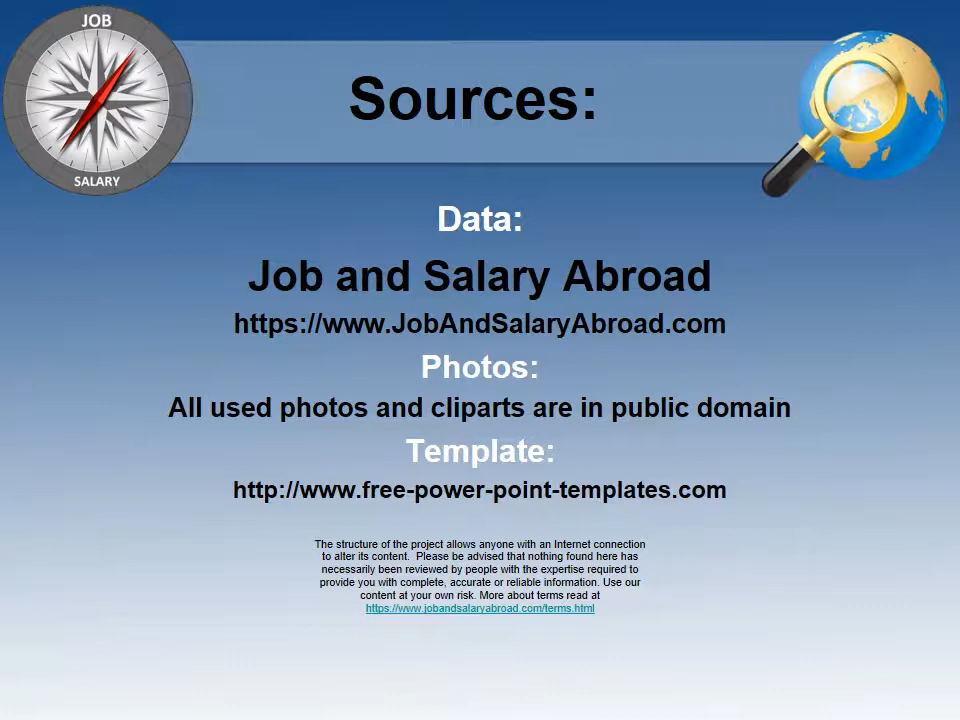 JOB
SALARY
Sources:
Data:
Job and Salary Abroad
https://www.JobAndSalaryAbroad.com
Photos:
All used photos and cliparts are in public domain
Template:
http://www.free-power-point-templates.com
The structure of the project allows anyone with an Internet connection
to alter its content.  Please be advised that nothing found here has
necessarily been reviewed by people with the expertise required to
provide you with complete, accurate or reliable information. Use our
content at your own risk. More about terms read at
https://www.jobandsalaryabroad.com/terms.html